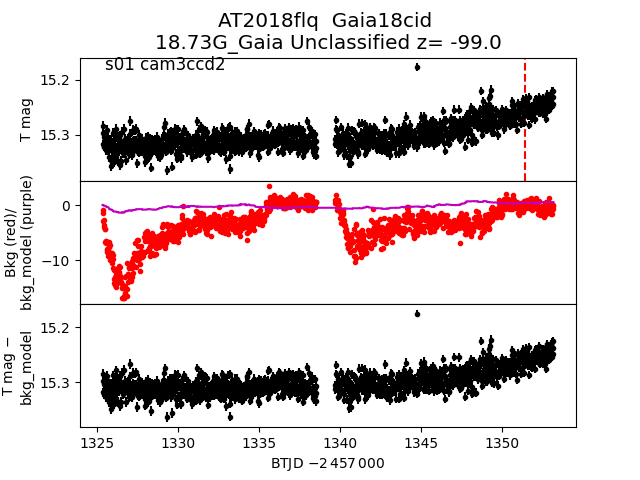 AT2018flq  Gaia18cid
18.73G_Gaia Unclassified z= -99.0
s01 cam3ccd2
T mag
15.2
15.3
Bkg (red)/
bkg_model (purple)
0
−10
T mag −
bkg_model
15.2
15.3
1325 1330 1335 1340 1345 1350
BTJD −2 457 000